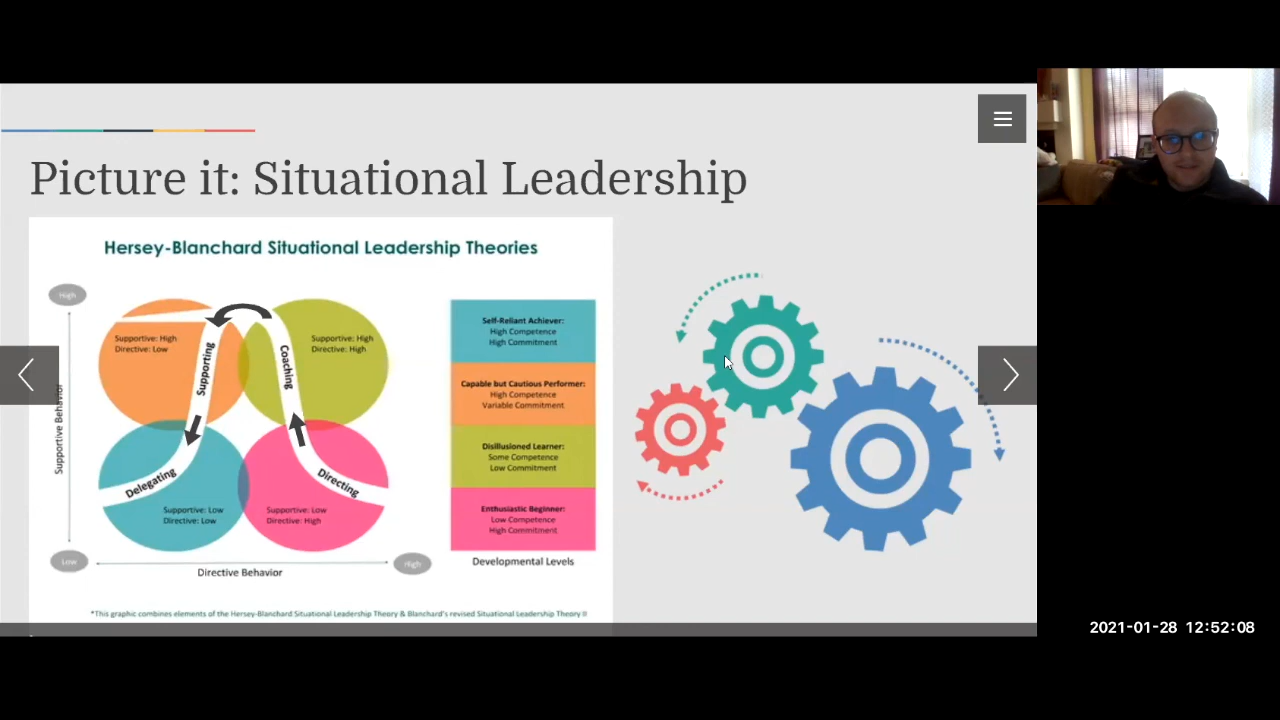 Picture it: Situational Leadership
Hersey-Blanchard Situational Leadership Theories
High
Supportive: High
Directive: Low
Supporting
Coaching
Supportive: High
Directive: High
Supportive Behavior
Delegating
Directing
Supportive: Low
Directive: Low
Supportive: Low
Directive: High
Low
High
Directive Behavior
Self-Reliant Achiever:
High Competence
High Commitment
Capable but Cautious Performer:
High Competence
Variable Commitment
Disillusioned Learner:
Some Competence
Low Commitment
Enthusiastic Beginner:
Low Competence
High Commitment
Developmental Levels
*This graphic combines elements of the Hersey-Blanchard Situational Leadership Theory & Blanchard's revised Situational Leadership Theory II
2021-01-28 12:52:08